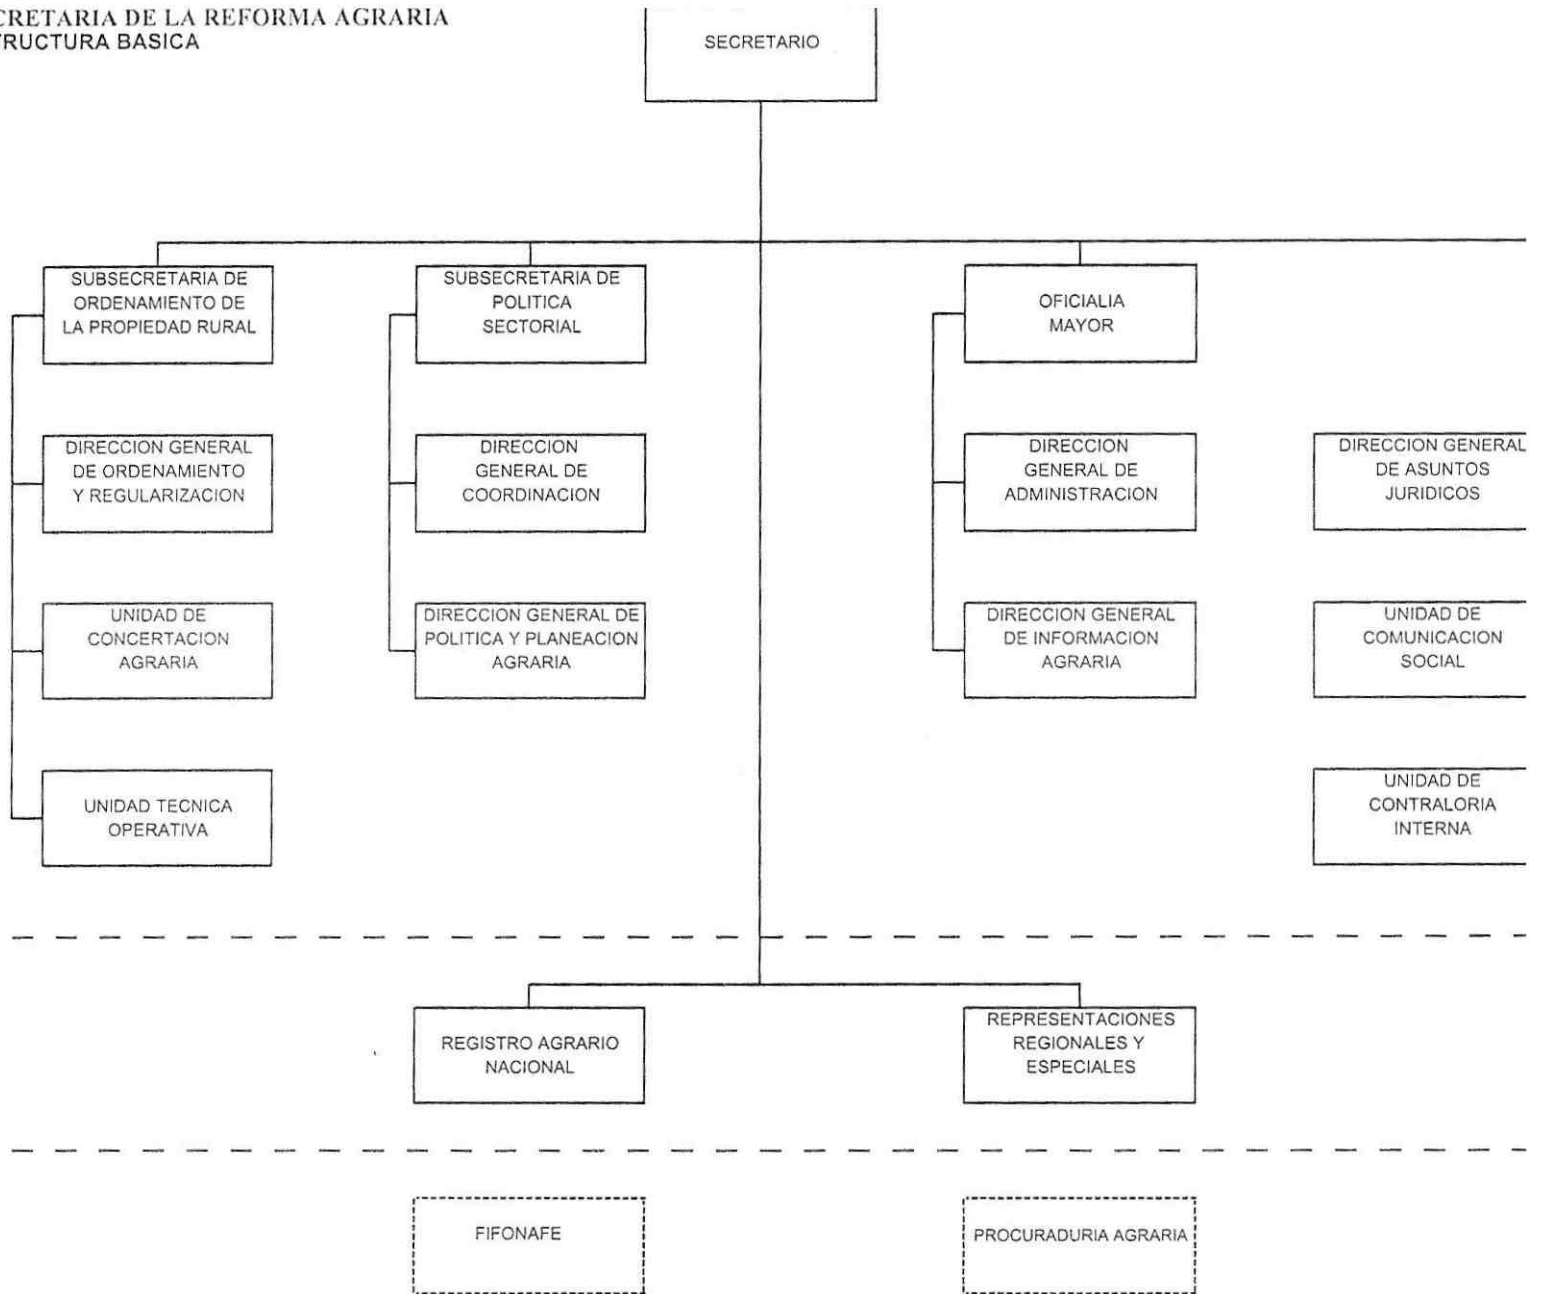 CRETARIA DE LA REFORMA AGRARIA
TRUCTURA BASICA
SECRETARIO
SUBSECRETARIA DE
ORDENAMIENTO DE
LA PROPIEDAD RURAL
SUBSECRETARIA DE
POLITICA
SECTORIAL
OFICIALIA
MAYOR
DIRECCION GENERAL
DE ORDENAMIENTO
Y REGULARIZACION
DIRECCION
GENERAL DE
COORDINACION
DIRECCION
GENERAL DE
ADMINISTRACION
DIRECCION GENERAL
DE ASUNTOS
JURIDICOS
UNIDAD DE
CONCERTACION
AGRARIA
DIRECCION GENERAL DE
POLITICA Y PLANEACION
AGRARIA
DIRECCION GENERAL
DE INFORMACION
AGRARIA
UNIDAD DE
COMUNICACION
SOCIAL
UNIDAD TECNICA
OPERATIVA
UNIDAD DE
CONTRALORIA
INTERNA
REGISTRO AGRARIO
NACIONAL
REPRESENTACIONES
REGIONALES Y
ESPECIALES
FIFONAFE
PROCURADURIA AGRARIA